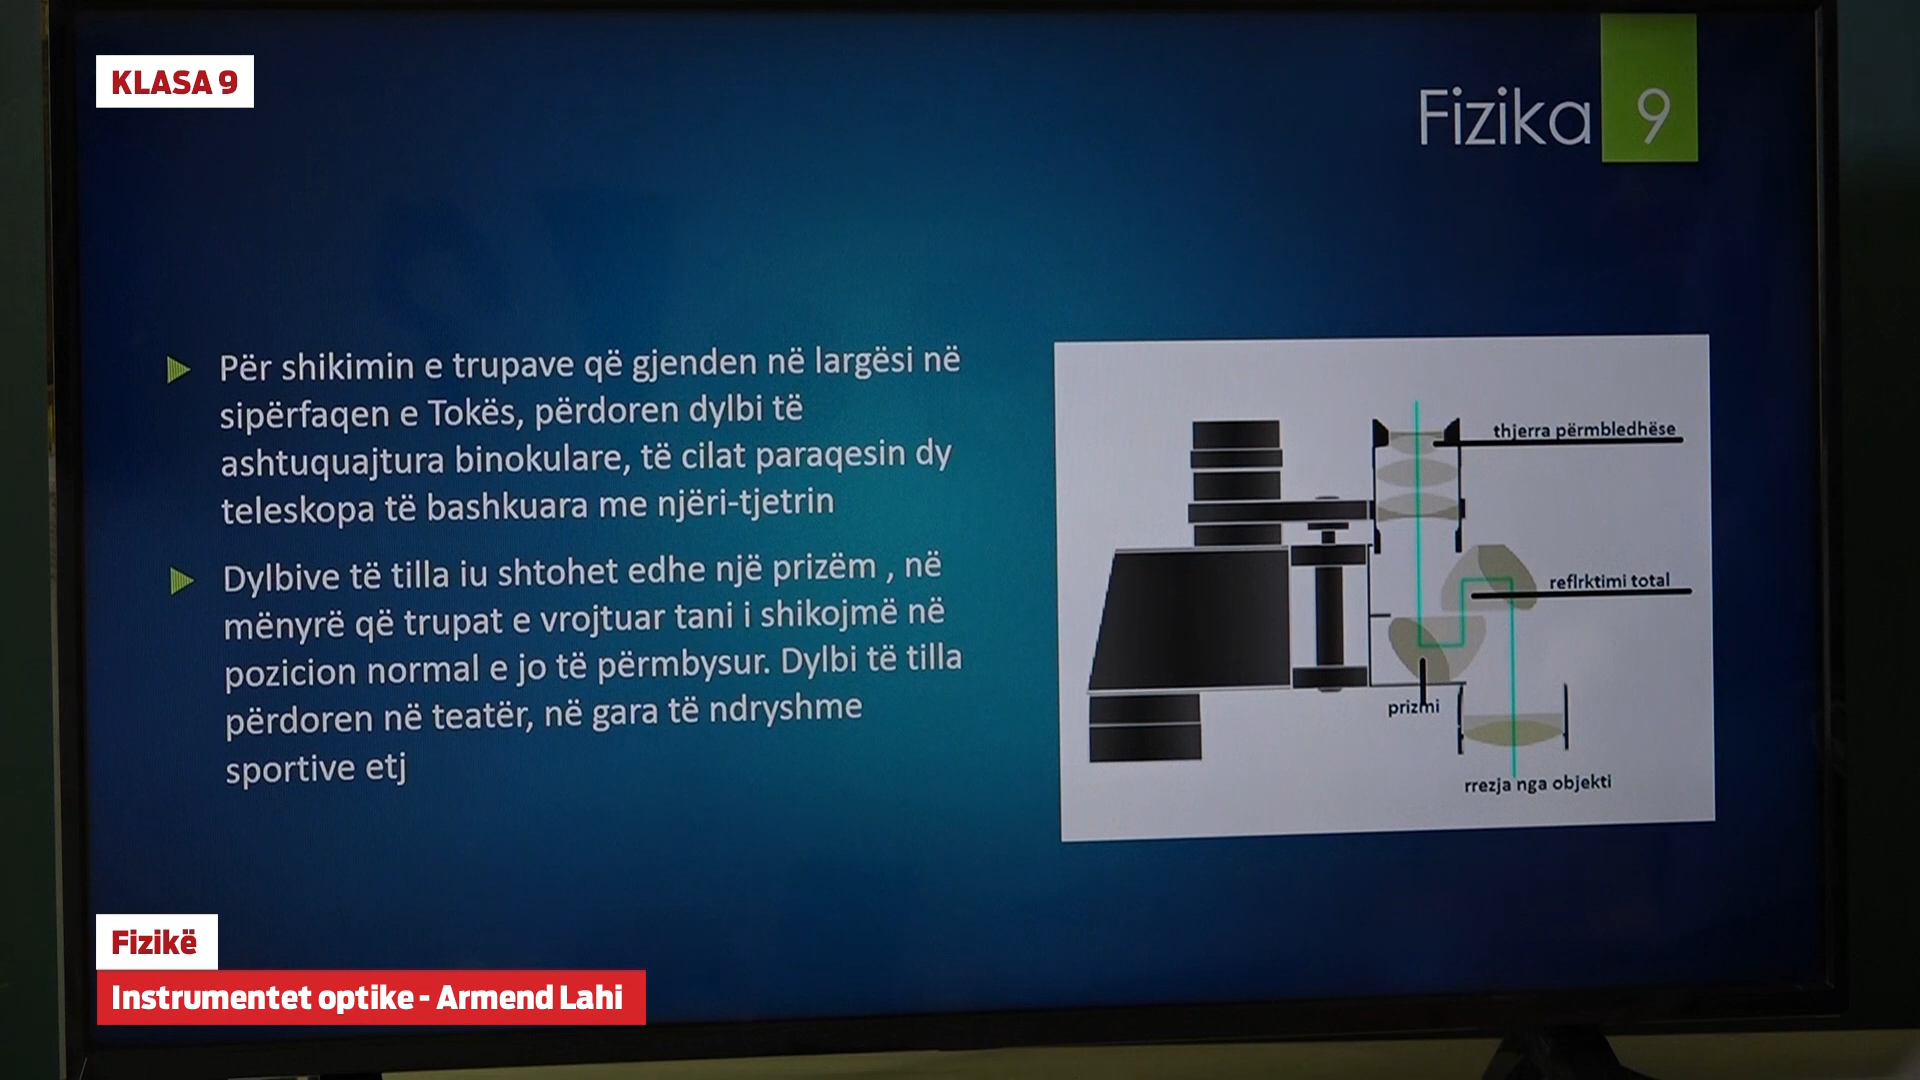 KLASA 9
Fizika 9
Për shikimin e trupave që gjenden në largësi në
sipërfaqen e Tokës, përdoren dylbi të
ashtuquajtura binokulare, të cilat paraqesin dy
teleskopa të bashkuara me njëri-tjetrin
Dylbive të tilla iu shtohet edhe një prizëm , në
mënyrë që trupat e vrojtuar tani i shikojmë në
pozicion normal e jo të përmbysur. Dylbi të tilla
përdoren në teatër, në gara të ndryshme
sportive etj
thjerra përmbledhëse
reflrktimi total
prizmi
rrezja nga objekti
Fizikë
Instrumentet optike - Armend Lahi